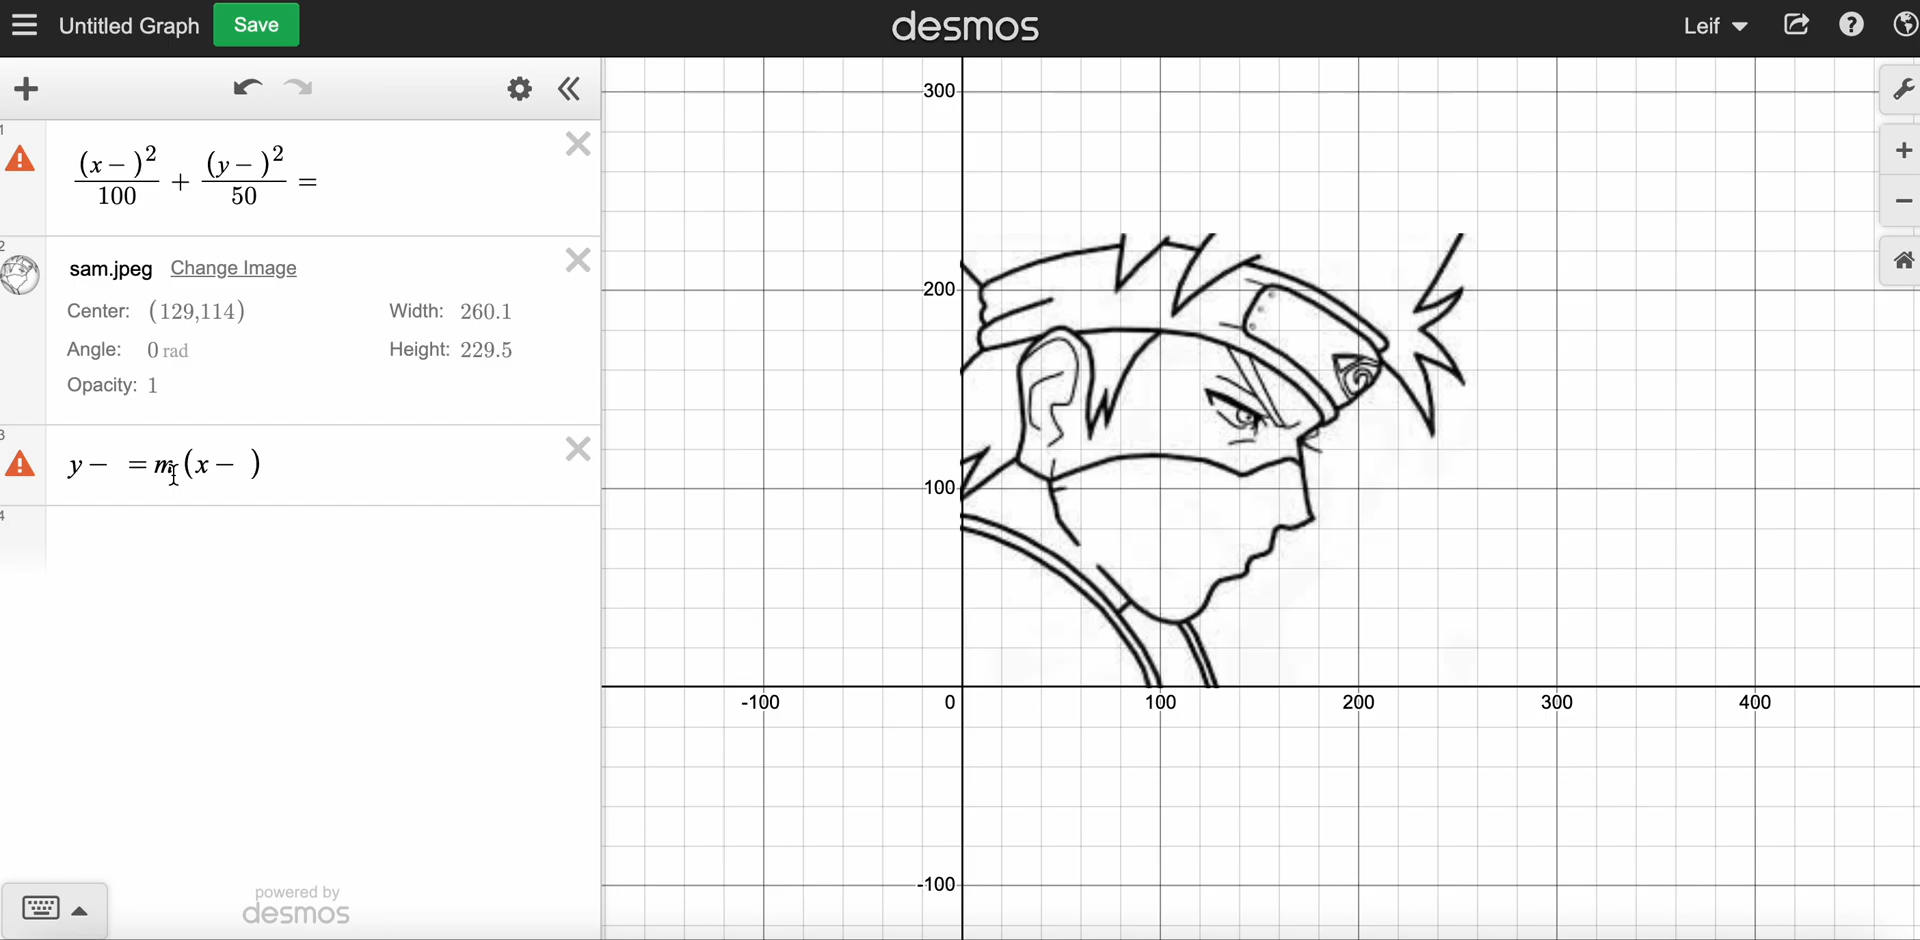 Untitled Graph Save desmos Leif
1
(x − )² / 100 + (y − )² / 50 =
2
sam.jpeg Change Image
Center: (129,114) Width: 260.1
Angle: 0 rad Height: 229.5
Opacity: 1
3
y − = m(x − )
4
powered by
desmos
300
200
100
-100 0 100 200 300 400
-100